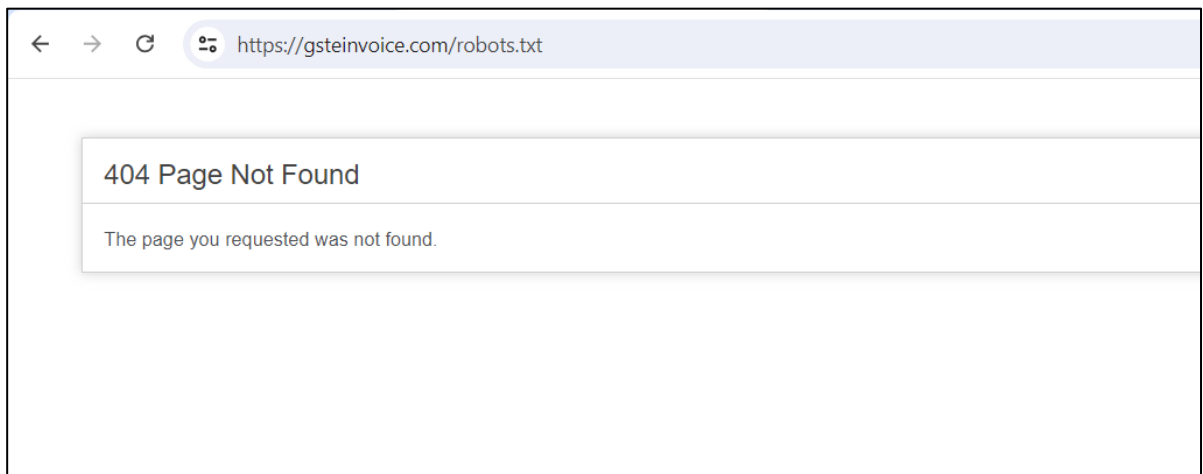 https://gsteinvoice.com/robots.txt
404 Page Not Found
The page you requested was not found.